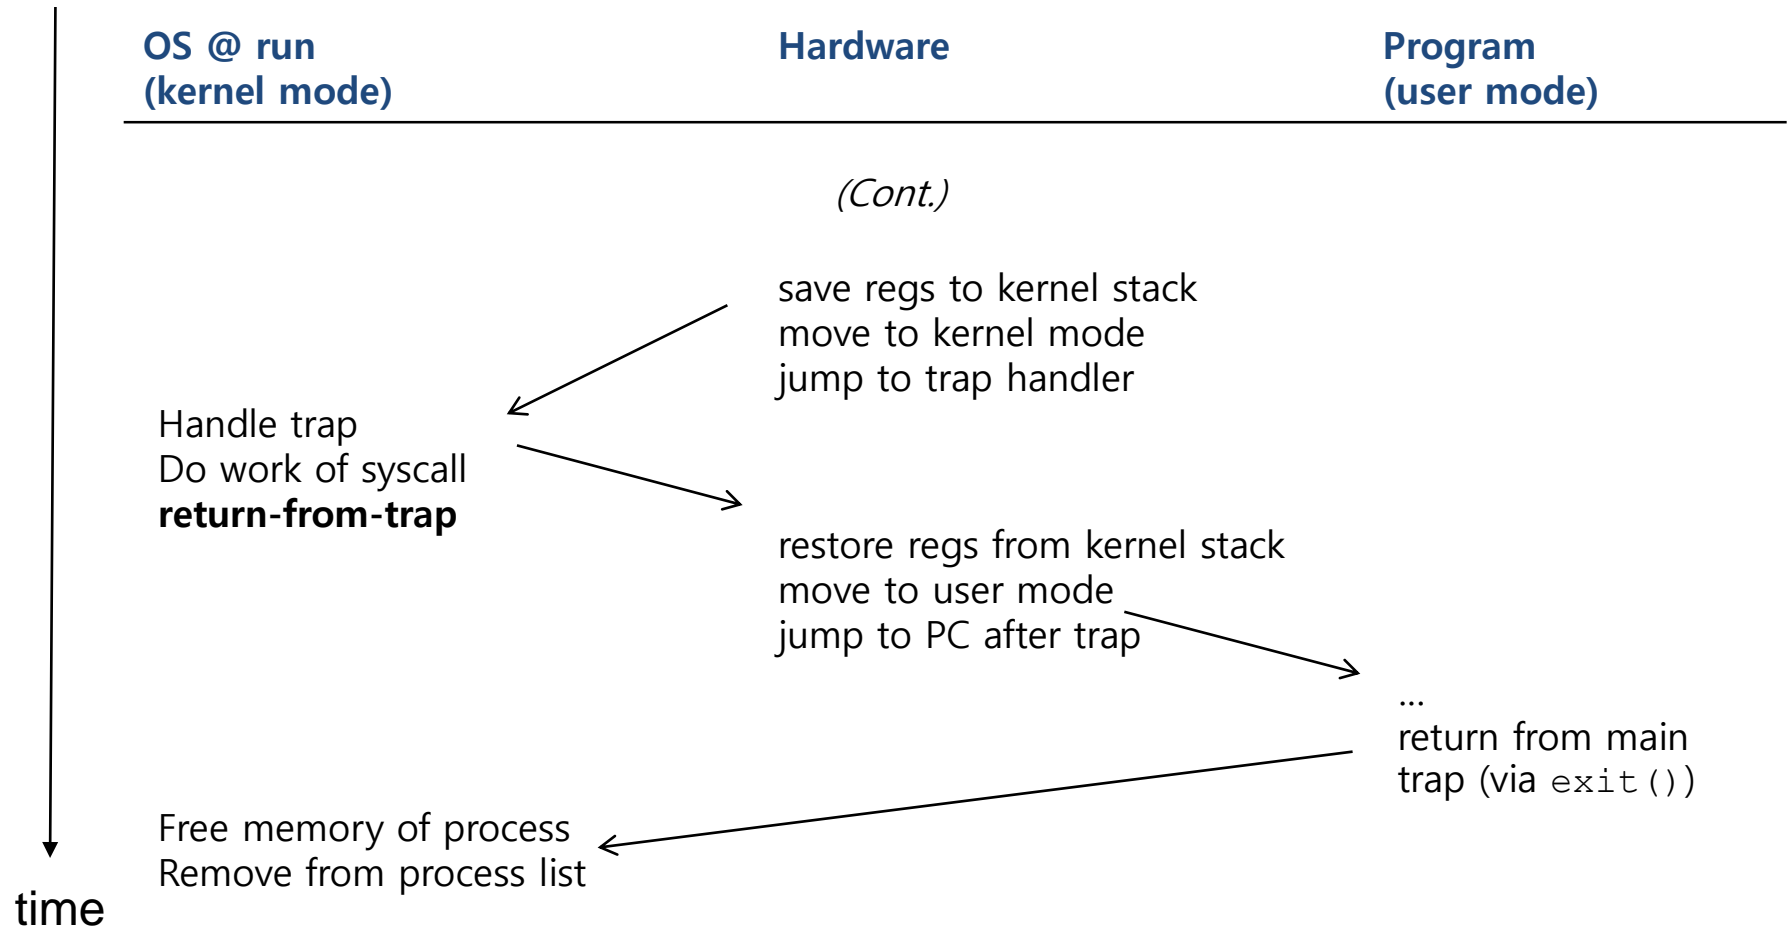 OS @ run
(kernel mode)
Hardware
Program
(user mode)
(Cont.)
save regs to kernel stack
move to kernel mode
jump to trap handler
Handle trap
Do work of syscall
return-from-trap
restore regs from kernel stack
move to user mode
jump to PC after trap
...
return from main
trap (via exit())
Free memory of process
Remove from process list
time